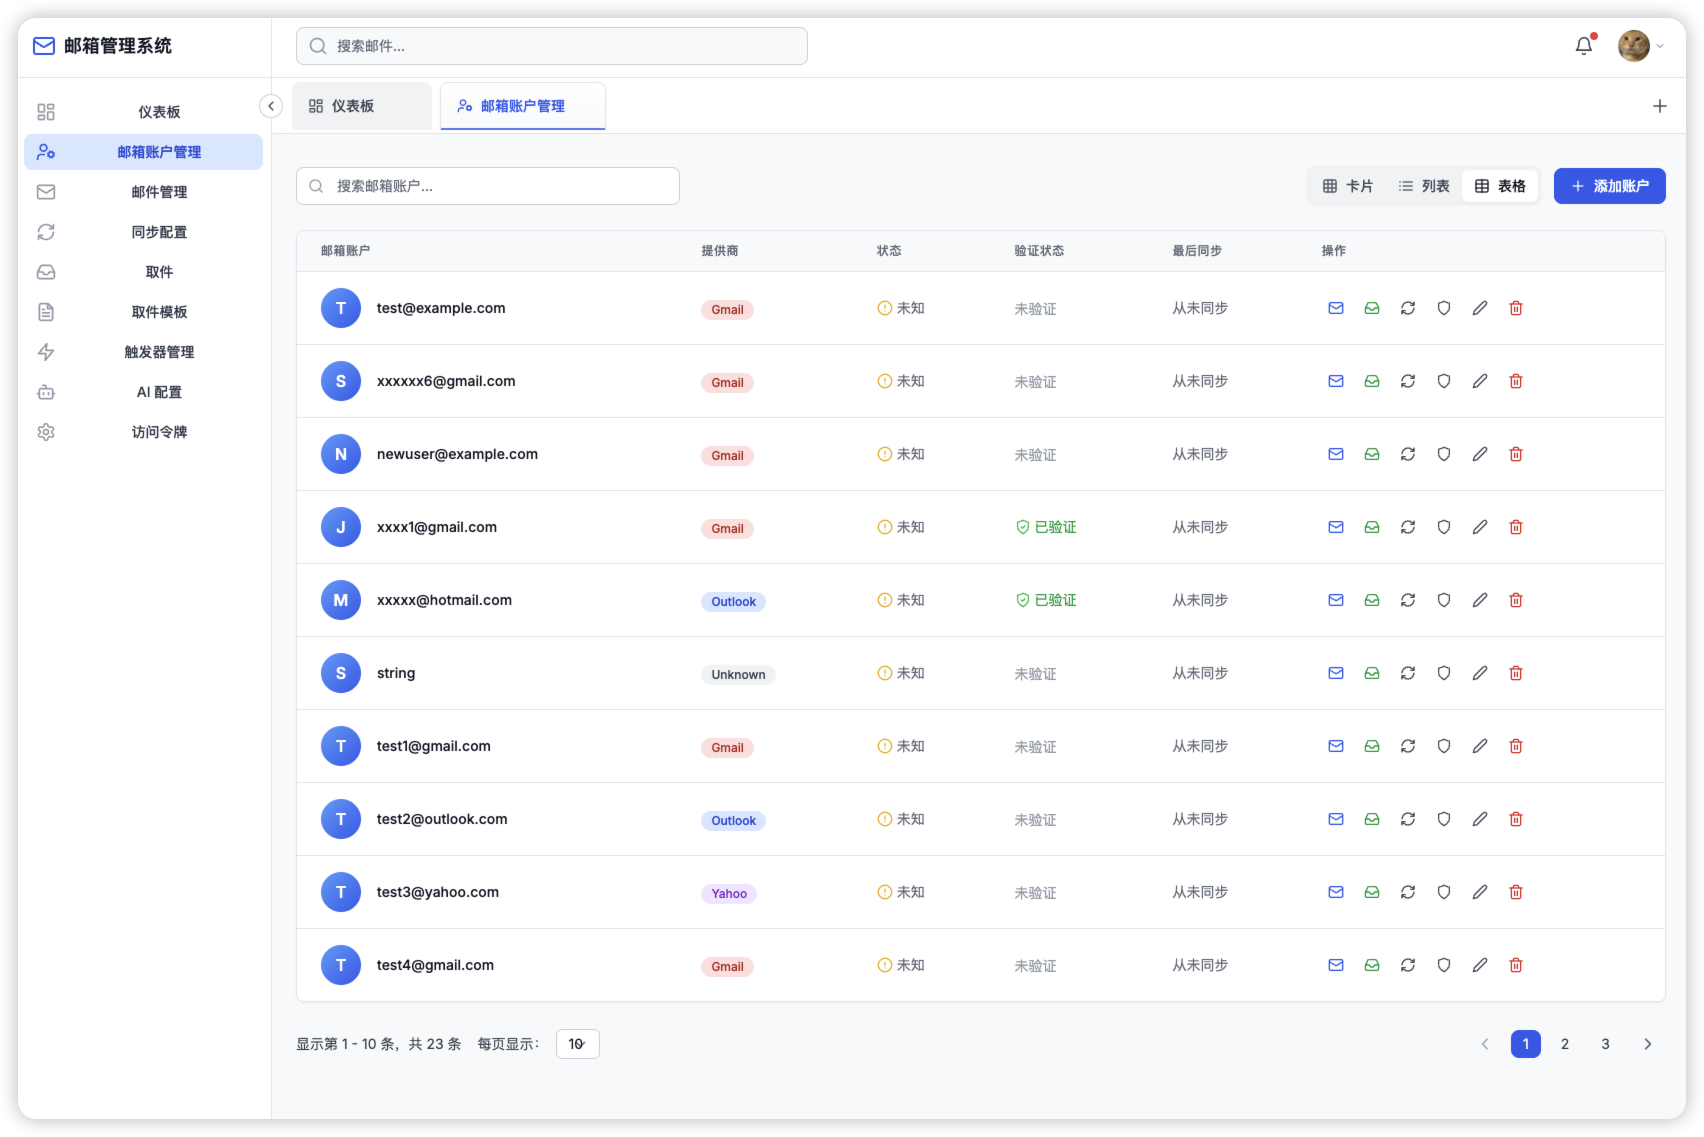 邮箱管理系统
搜索邮件...
仪表板
邮箱账户管理
邮件管理
同步配置
取件
取件模板
触发器管理
AI 配置
访问令牌
仪表板
邮箱账户管理
搜索邮箱账户...
卡片
列表
表格
添加账户
邮箱账户 提供商 状态 验证状态 最后同步 操作
T test@example.com Gmail 未知 未验证 从未同步
S xxxxxx6@gmail.com Gmail 未知 未验证 从未同步
N newuser@example.com Gmail 未知 未验证 从未同步
J xxxx1@gmail.com Gmail 未知 已验证 从未同步
M xxxxx@hotmail.com Outlook 未知 已验证 从未同步
S string Unknown 未知 未验证 从未同步
T test1@gmail.com Gmail 未知 未验证 从未同步
T test2@outlook.com Outlook 未知 未验证 从未同步
T test3@yahoo.com Yahoo 未知 未验证 从未同步
T test4@gmail.com Gmail 未知 未验证 从未同步
显示第 1 - 10 条，共 23 条 每页显示： 10
1 2 3